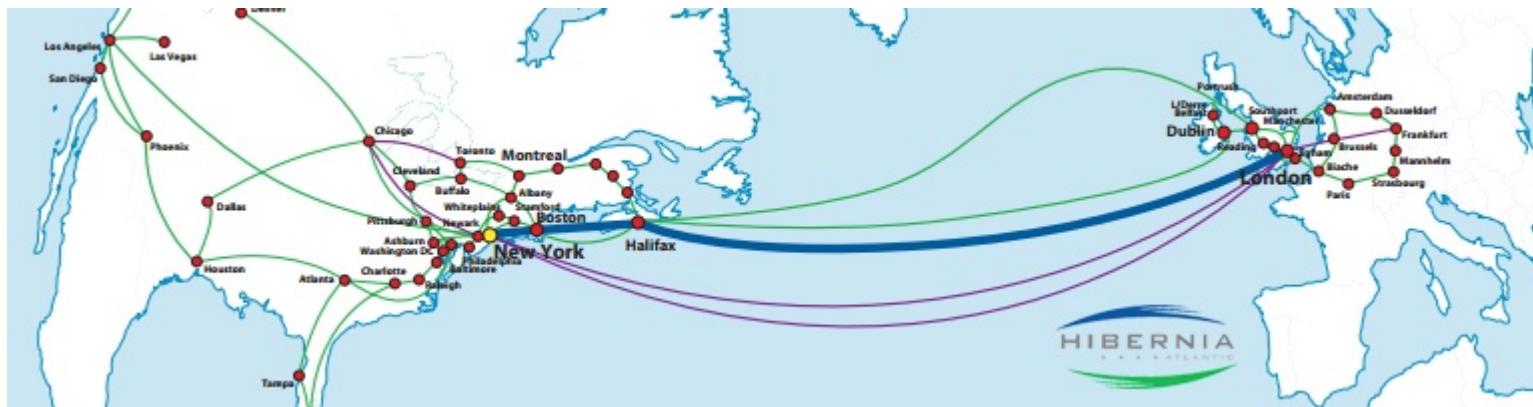 Denver
Los Angeles
Las Vegas
San Diego
Phoenix
Chicago
Dallas
Houston
Toronto
Montreal
Cleveland
Buffalo
Albany
Whiteplains
Stamford
Boston
Pittsburgh
Newark
New York
Ashburn
Washington DC
Philadelphia
Baltimore
Halifax
Atlanta
Charlotte
Raleigh
Tampa
Portrush
L/Derry
Belfast
Dublin
Southport
Manchester
Reading
London
Amsterdam
Dusseldorf
Frankfurt
Brussels
Mannheim
Blache
Strasbourg
Paris
HIBERNIA
ATLANTIC